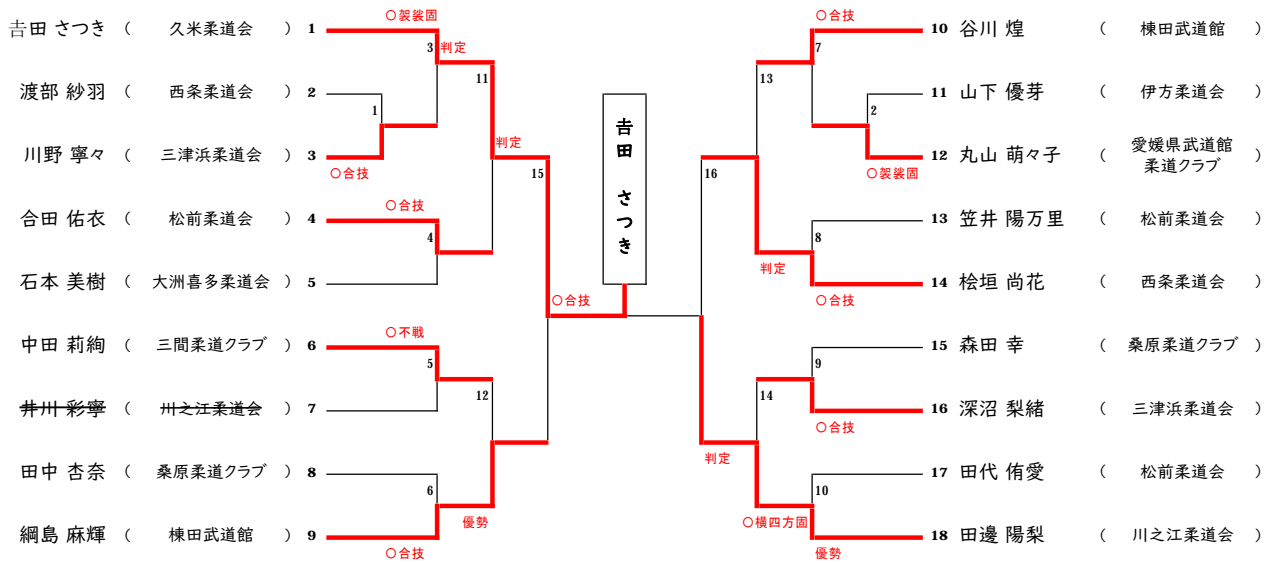 ○袈裟固
𠮷田 さつき ( 久米柔道会 ) 1
3 判定
11
渡部 紗羽 ( 西条柔道会 ) 2
1
判定
川野 寧々 ( 三津浜柔道会 ) 3
○合技
15
○合技
合田 佑衣 ( 松前柔道会 ) 4
4
石本 美樹 ( 大洲喜多柔道会 ) 5
○合技
○不戦
中田 莉絢 ( 三間柔道クラブ ) 6
5
12
井川 彩寧 ( 川之江柔道会 ) 7
田中 杏奈 ( 桑原柔道クラブ ) 8
6
優勢
綱島 麻輝 ( 棟田武道館 ) 9
○合技
𠮷田 さつき
○合技
10 谷川 煌 ( 棟田武道館 )
7
13
11 山下 優芽 ( 伊方柔道会 )
2
12 丸山 萌々子 ( 愛媛県武道館
柔道クラブ )
○袈裟固
16
13 笠井 陽万里 ( 松前柔道会 )
8
判定
14 桧垣 尚花 ( 西条柔道会 )
○合技
15 森田 幸 ( 桑原柔道クラブ )
9
14
16 深沼 梨緒 ( 三津浜柔道会 )
○合技
判定
17 田代 侑愛 ( 松前柔道会 )
10
○横四方固
18 田邊 陽梨 ( 川之江柔道会 )
優勢